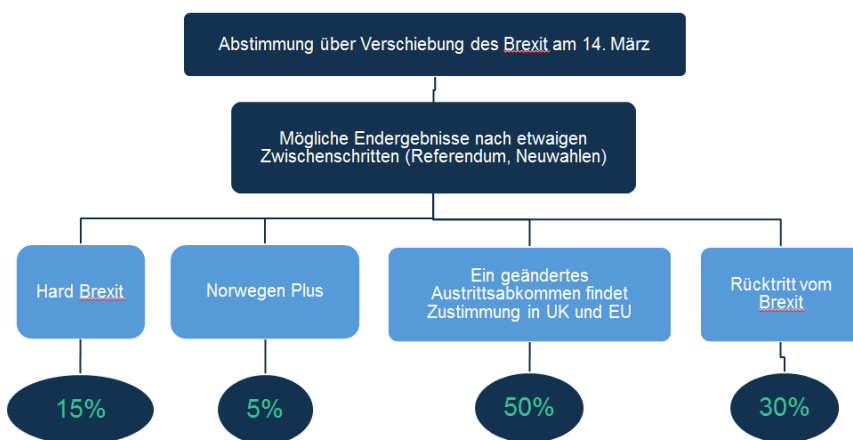 Abstimmung über Verschiebung des Brexit am 14. März
Mögliche Endergebnisse nach etwaigen
Zwischenschritten (Referendum, Neuwahlen)
Hard Brexit
Norwegen Plus
Ein geändertes
Austrittsabkommen findet
Zustimmung in UK und EU
Rücktritt vom
Brexit
15%
5%
50%
30%